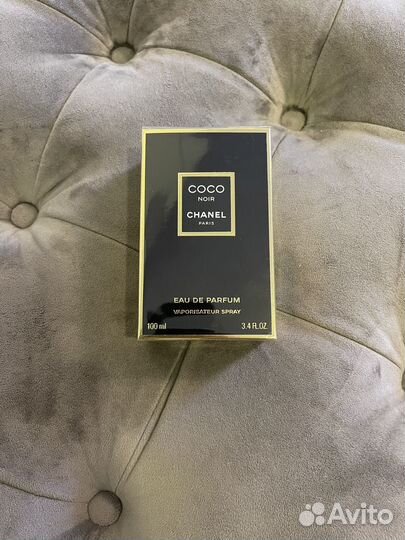 COCO
NOIR
CHANEL
PARIS
EAU DE PARFUM
VAPORISATEUR SPRAY
100 ml 3.4 FL.OZ.
Avito